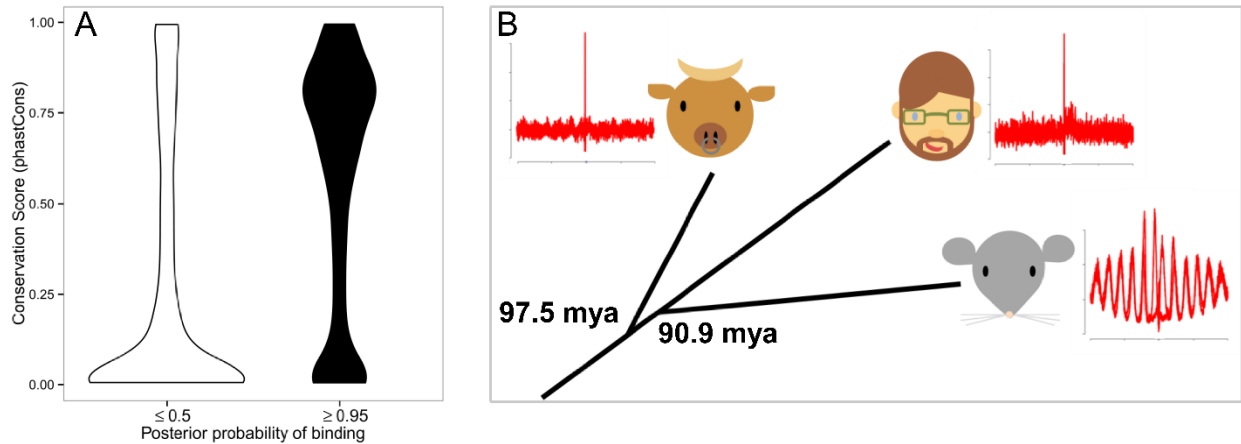 A
Conservation Score (phastCons)
1.00
0.75
0.50
0.25
0.00
≤ 0.5
≥ 0.95
Posterior probability of binding
B
97.5 mya
90.9 mya